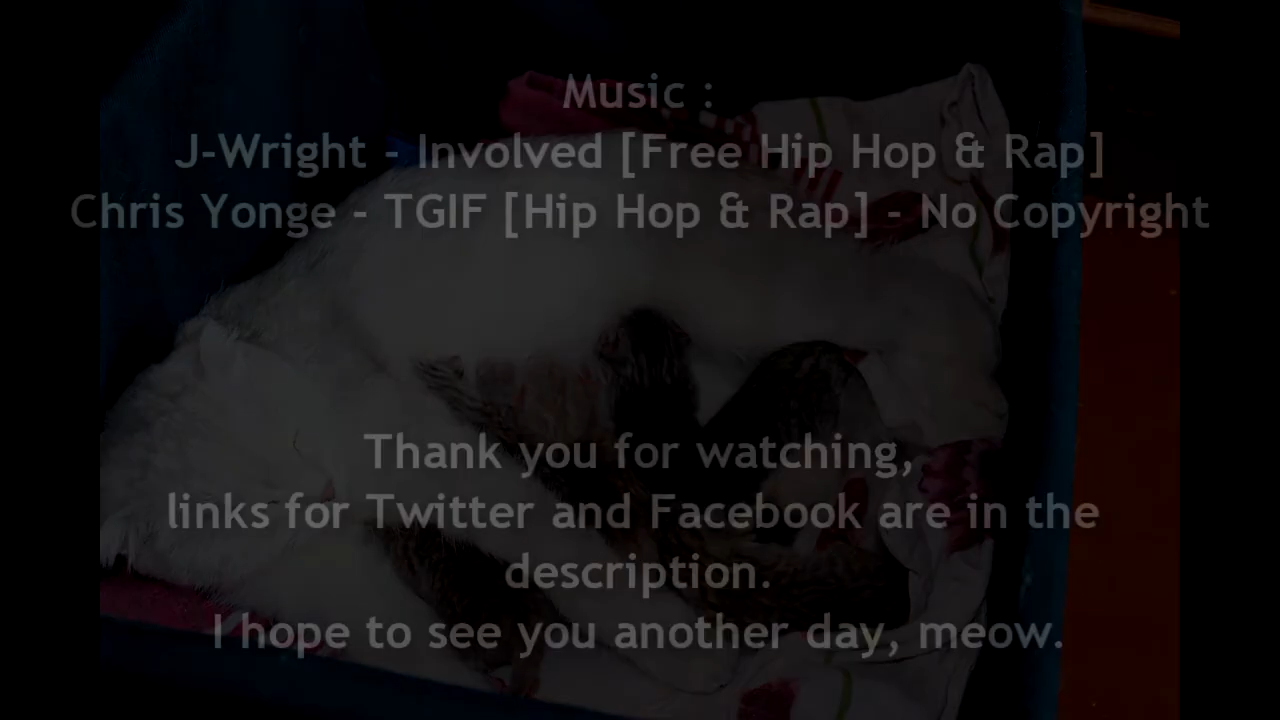 Music :
J-Wright - Involved [Free Hip Hop & Rap]
Chris Yonge - TGIF [Hip Hop & Rap] - No Copyright
Thank you for watching,
links for Twitter and Facebook are in the
description.
I hope to see you another day, meow.